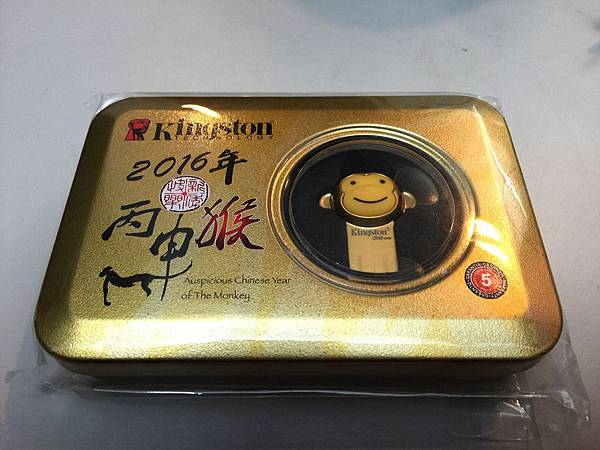 Kingston
TECHNOLOGY
2016年
丙申猴
Auspicious Chinese Year
of The Monkey
Kingston
5